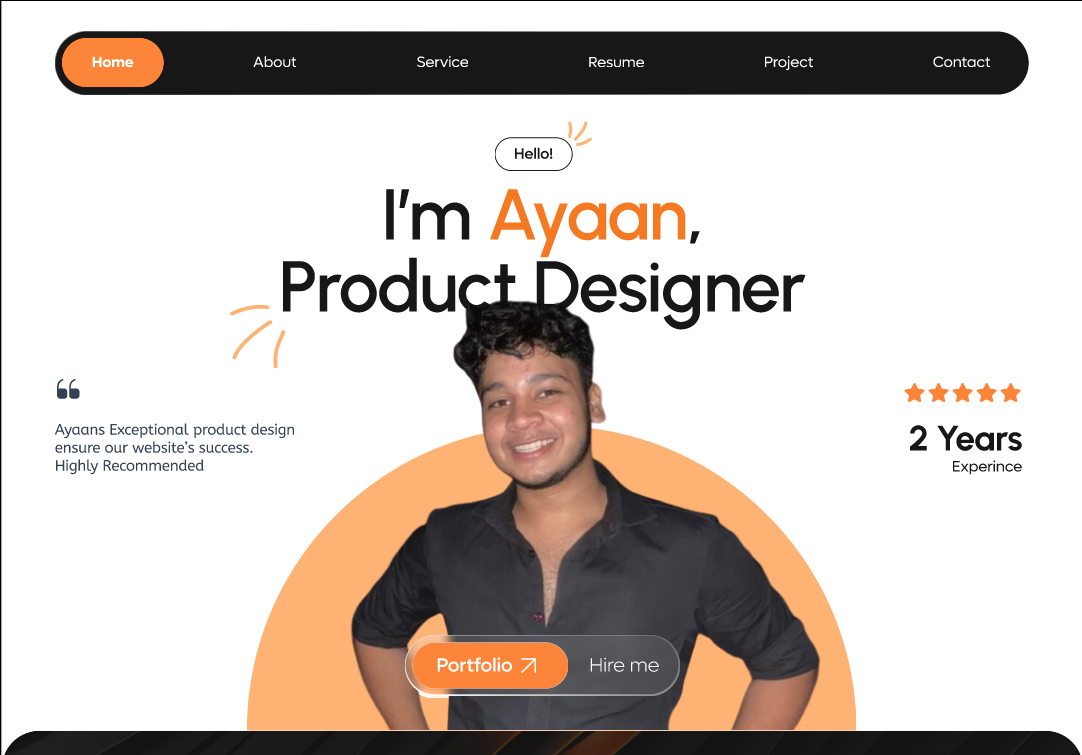 Home About Service Resume Project Contact
Hello!
I'm Ayaan,
Product Designer
Ayaans Exceptional product design
ensure our website's success.
Highly Recommended
2 Years
Experince
Portfolio Hire me